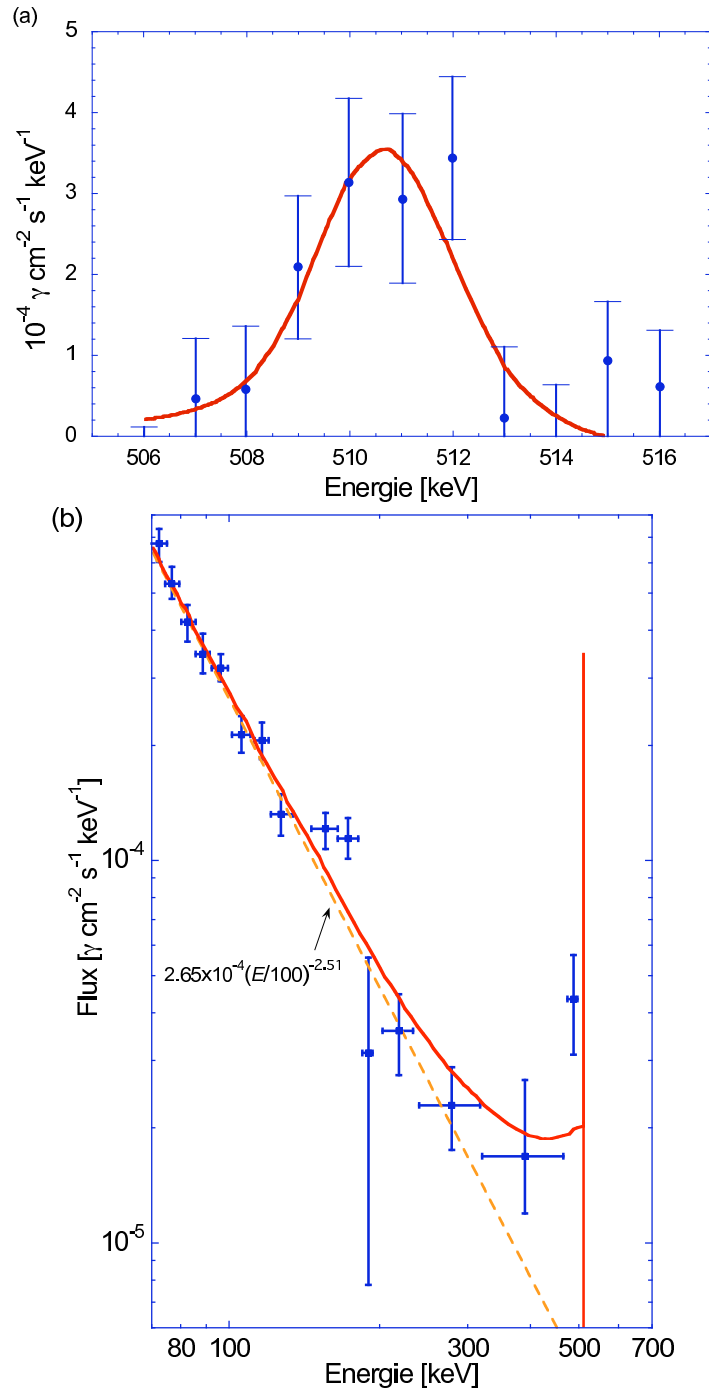 (a)
5
4
3
2
1
0
10⁻⁴ γ cm⁻² s⁻¹ keV⁻¹
506 508 510 512 514 516
Energie [keV]
(b)
10⁻⁴
10⁻⁵
Flux [γ cm⁻² s⁻¹ keV⁻¹]
2.65x10⁻⁴(E/100)⁻²·⁵¹
80 100 300 500 700
Energie [keV]